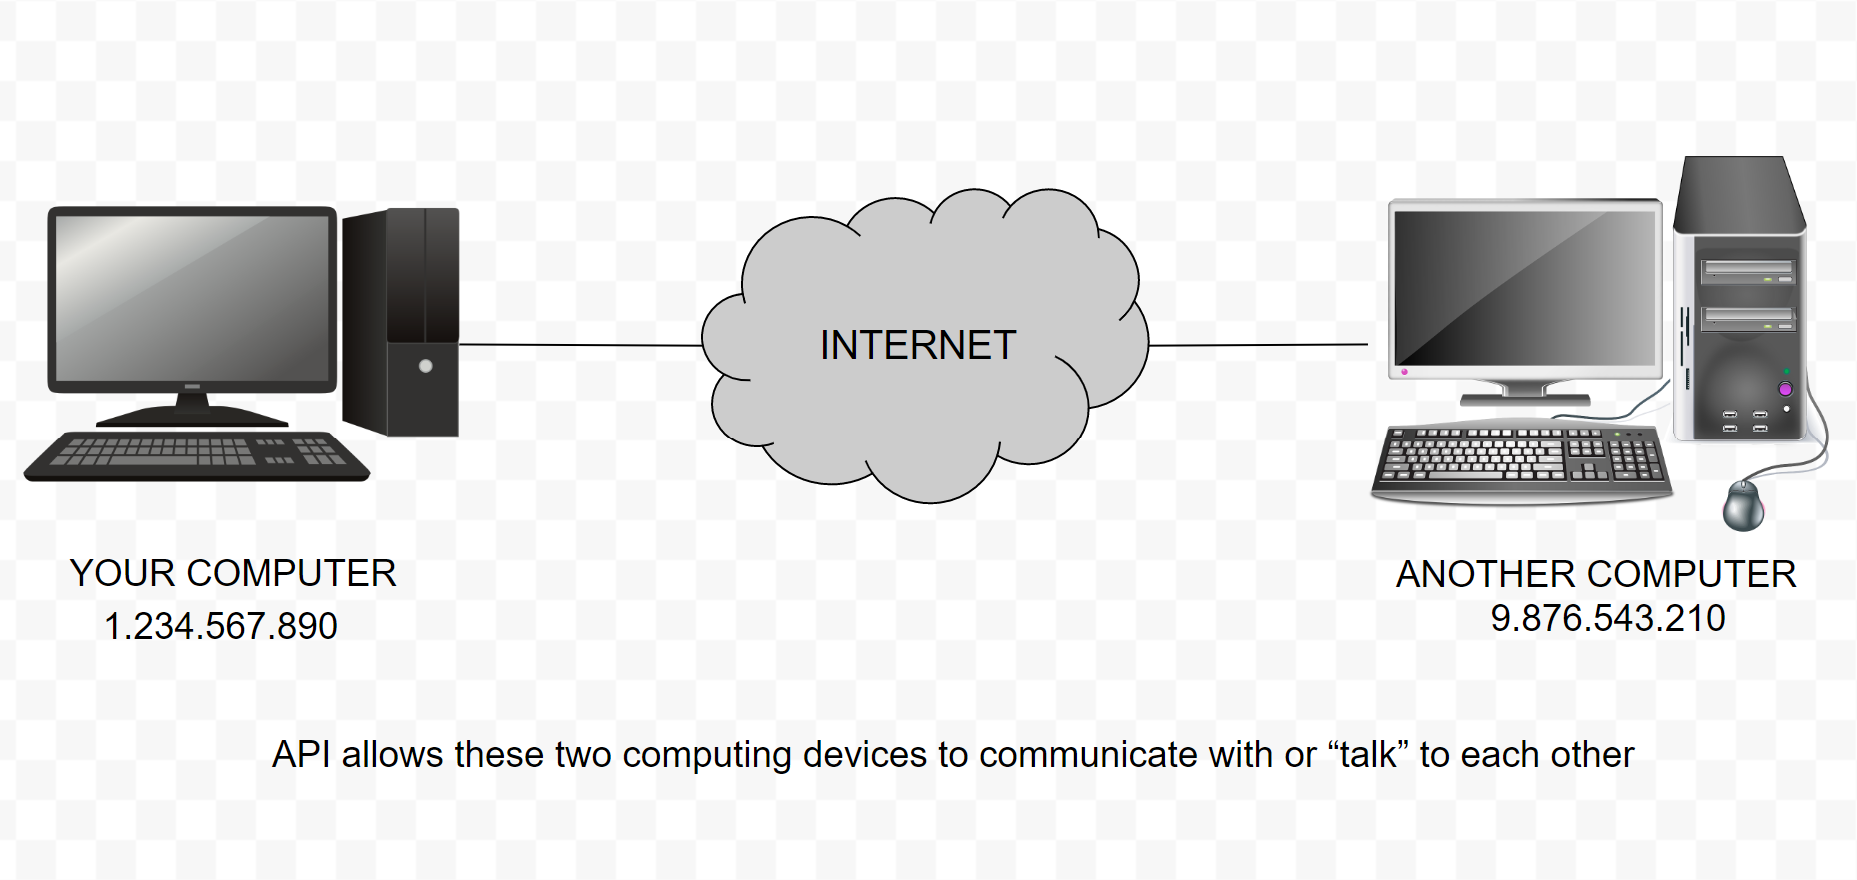 INTERNET
YOUR COMPUTER
1.234.567.890
ANOTHER COMPUTER
9.876.543.210
API allows these two computing devices to communicate with or “talk” to each other